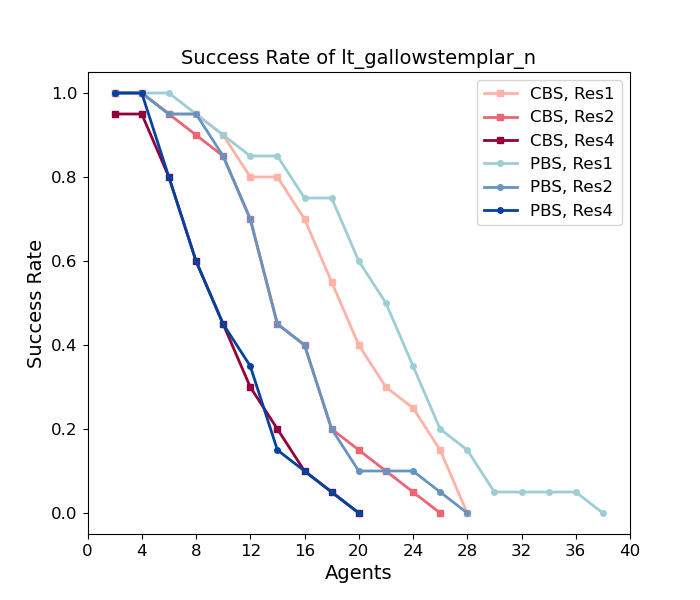 Success Rate of lt_gallowstemplar_n
1.0
0.8
0.6
0.4
0.2
0.0
Success Rate
CBS, Res1
CBS, Res2
CBS, Res4
PBS, Res1
PBS, Res2
PBS, Res4
0 4 8 12 16 20 24 28 32 36 40
Agents